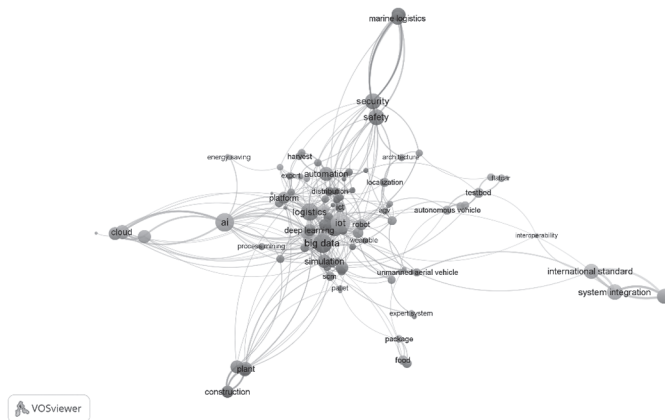 marine logistics
security
safety
energy saving
harvest
architecture
export
automation
localization
platform
distribution
testbed
logistics
ict
agv
autonomous vehicle
ai
iot
robot
cloud
deep learning
wearable
interoperability
process mining
big data
simulation
unmanned aerial vehicle
international standard
scm
pallet
system integration
expert system
package
food
plant
construction
VOSviewer